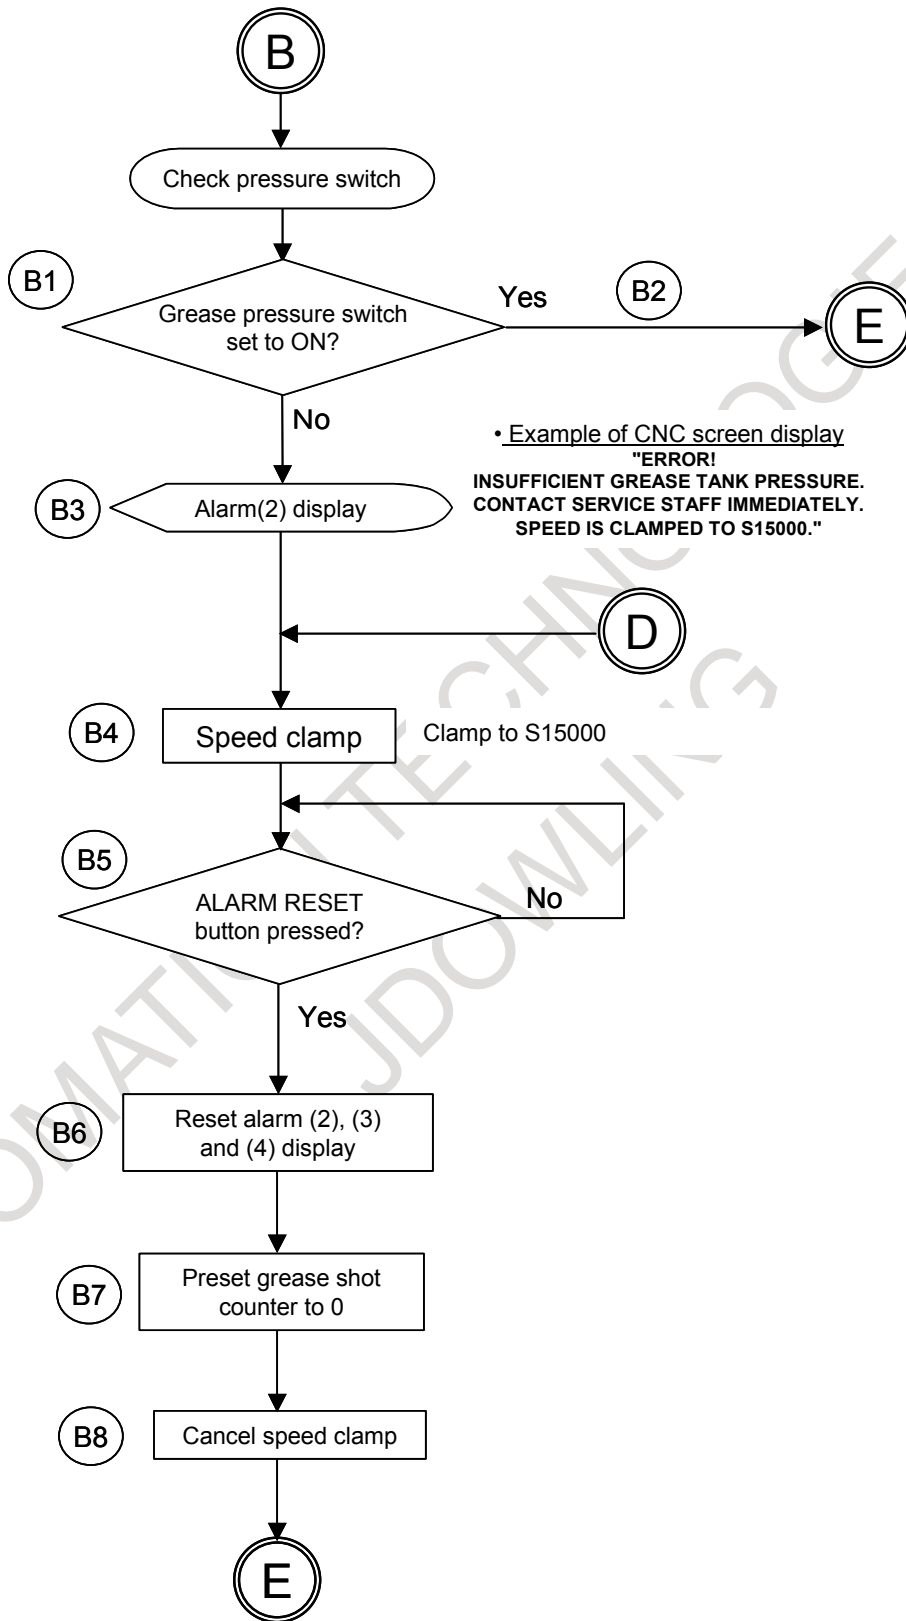 B
Check pressure switch
B1
Grease pressure switch
set to ON?
Yes
B2
E
No
• Example of CNC screen display
"ERROR!
INSUFFICIENT GREASE TANK PRESSURE.
CONTACT SERVICE STAFF IMMEDIATELY.
SPEED IS CLAMPED TO S15000."
B3
Alarm(2) display
D
B4
Speed clamp
Clamp to S15000
B5
ALARM RESET
button pressed?
No
Yes
B6
Reset alarm (2), (3)
and (4) display
B7
Preset grease shot
counter to 0
B8
Cancel speed clamp
E
JDOWLING